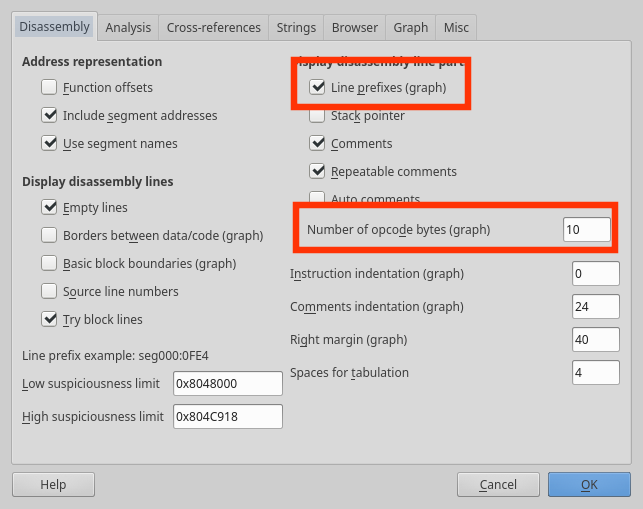 Disassembly Analysis Cross-references Strings Browser Graph Misc
Address representation
Function offsets
Include segment addresses
Use segment names
Display disassembly lines
Empty lines
Borders between data/code (graph)
Basic block boundaries (graph)
Source line numbers
Try block lines
Line prefix example: seg000:0FE4
Low suspiciousness limit 0x8048000
High suspiciousness limit 0x804C918
Display disassembly line part
Line prefixes (graph)
Stack pointer
Comments
Repeatable comments
Auto comments
Number of opcode bytes (graph) 10
Instruction indentation (graph) 0
Comments indentation (graph) 24
Right margin (graph) 40
Spaces for tabulation 4
Help Cancel OK